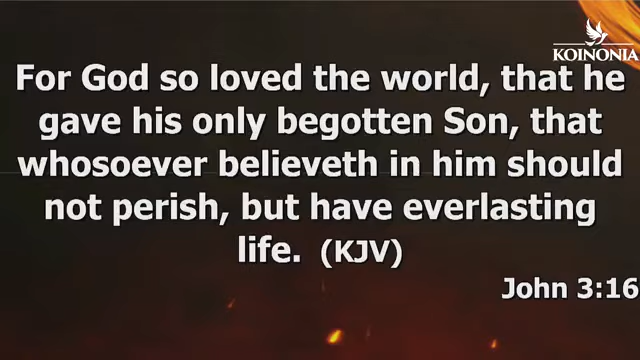 KOINONIA
For God so loved the world, that he
gave his only begotten Son, that
whosoever believeth in him should
not perish, but have everlasting
life. (KJV)
John 3:16